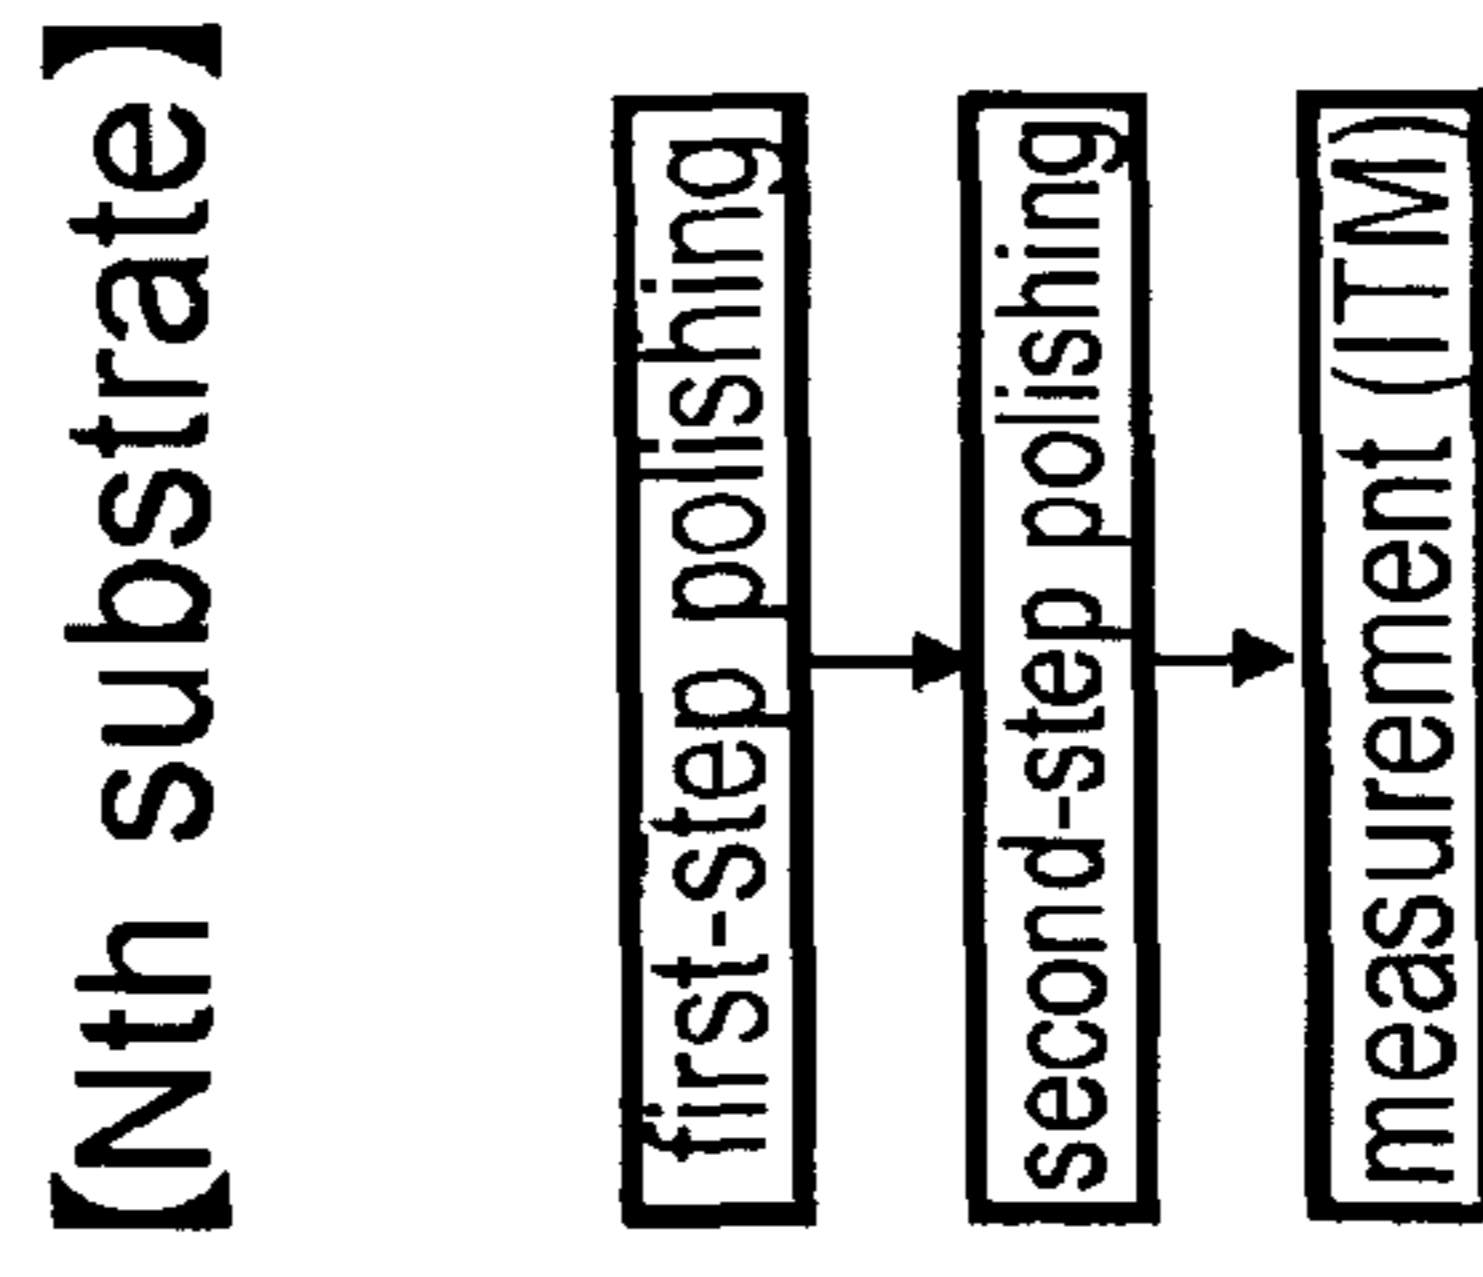 【Nth substrate】
first-step polishing
second-step polishing
measurement (ITM)